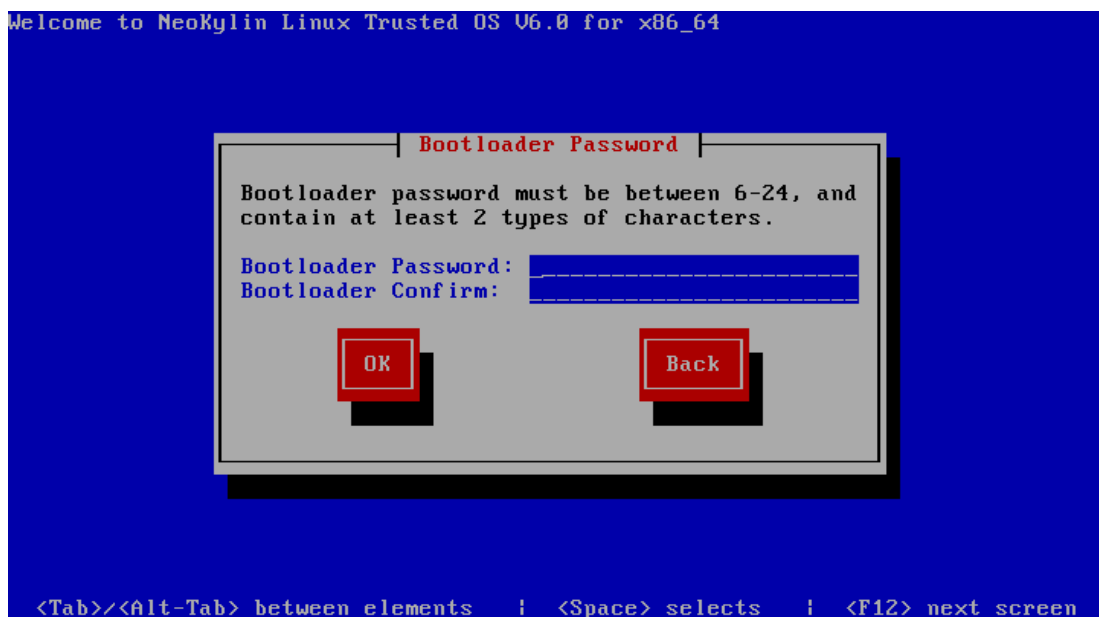 Welcome to NeoKylin Linux Trusted OS V6.0 for x86_64
Bootloader Password
Bootloader password must be between 6-24, and
contain at least 2 types of characters.
Bootloader Password:
Bootloader Confirm:
OK Back
<Tab>/<Alt-Tab> between elements | <Space> selects | <F12> next screen